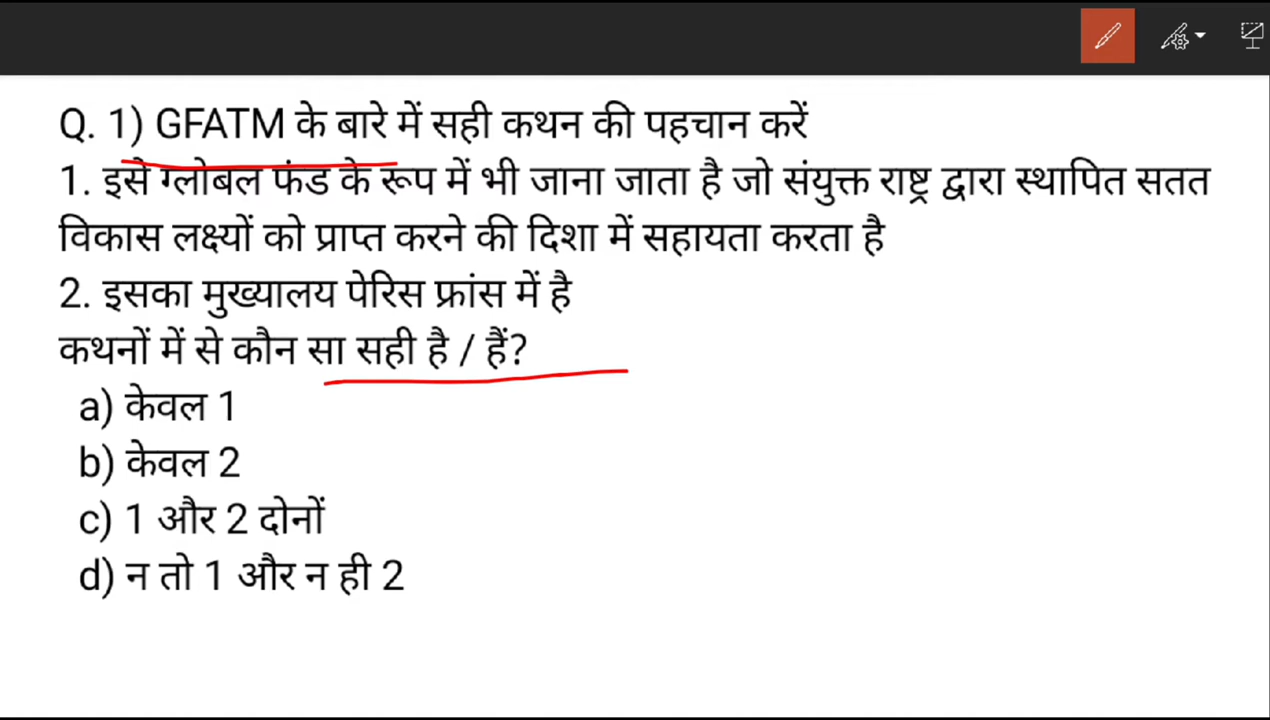 Q. 1) GFATM के बारे में सही कथन की पहचान करें
1. इसे ग्लोबल फंड के रूप में भी जाना जाता है जो संयुक्त राष्ट्र द्वारा स्थापित सतत
विकास लक्ष्यों को प्राप्त करने की दिशा में सहायता करता है
2. इसका मुख्यालय पेरिस फ्रांस में है
कथनों में से कौन सा सही है / हैं?
a) केवल 1
b) केवल 2
c) 1 और 2 दोनों
d) न तो 1 और न ही 2